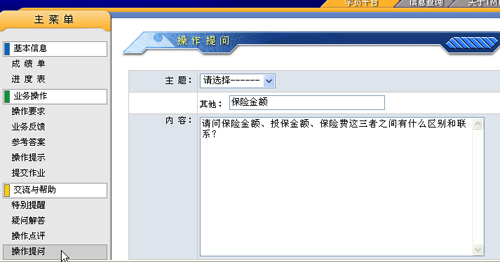 学员平台 信息查询 关于TM
主菜单
操作提问
基本信息
成绩单
进度表
业务操作
操作要求
业务反馈
参考答案
操作提示
提交作业
交流与帮助
特别提醒
疑问解答
操作点评
操作提问
主题： 请选择------
其他： 保险金额
内容： 请问保险金额、投保金额、保险费这三者之间有什么区别和联
系？